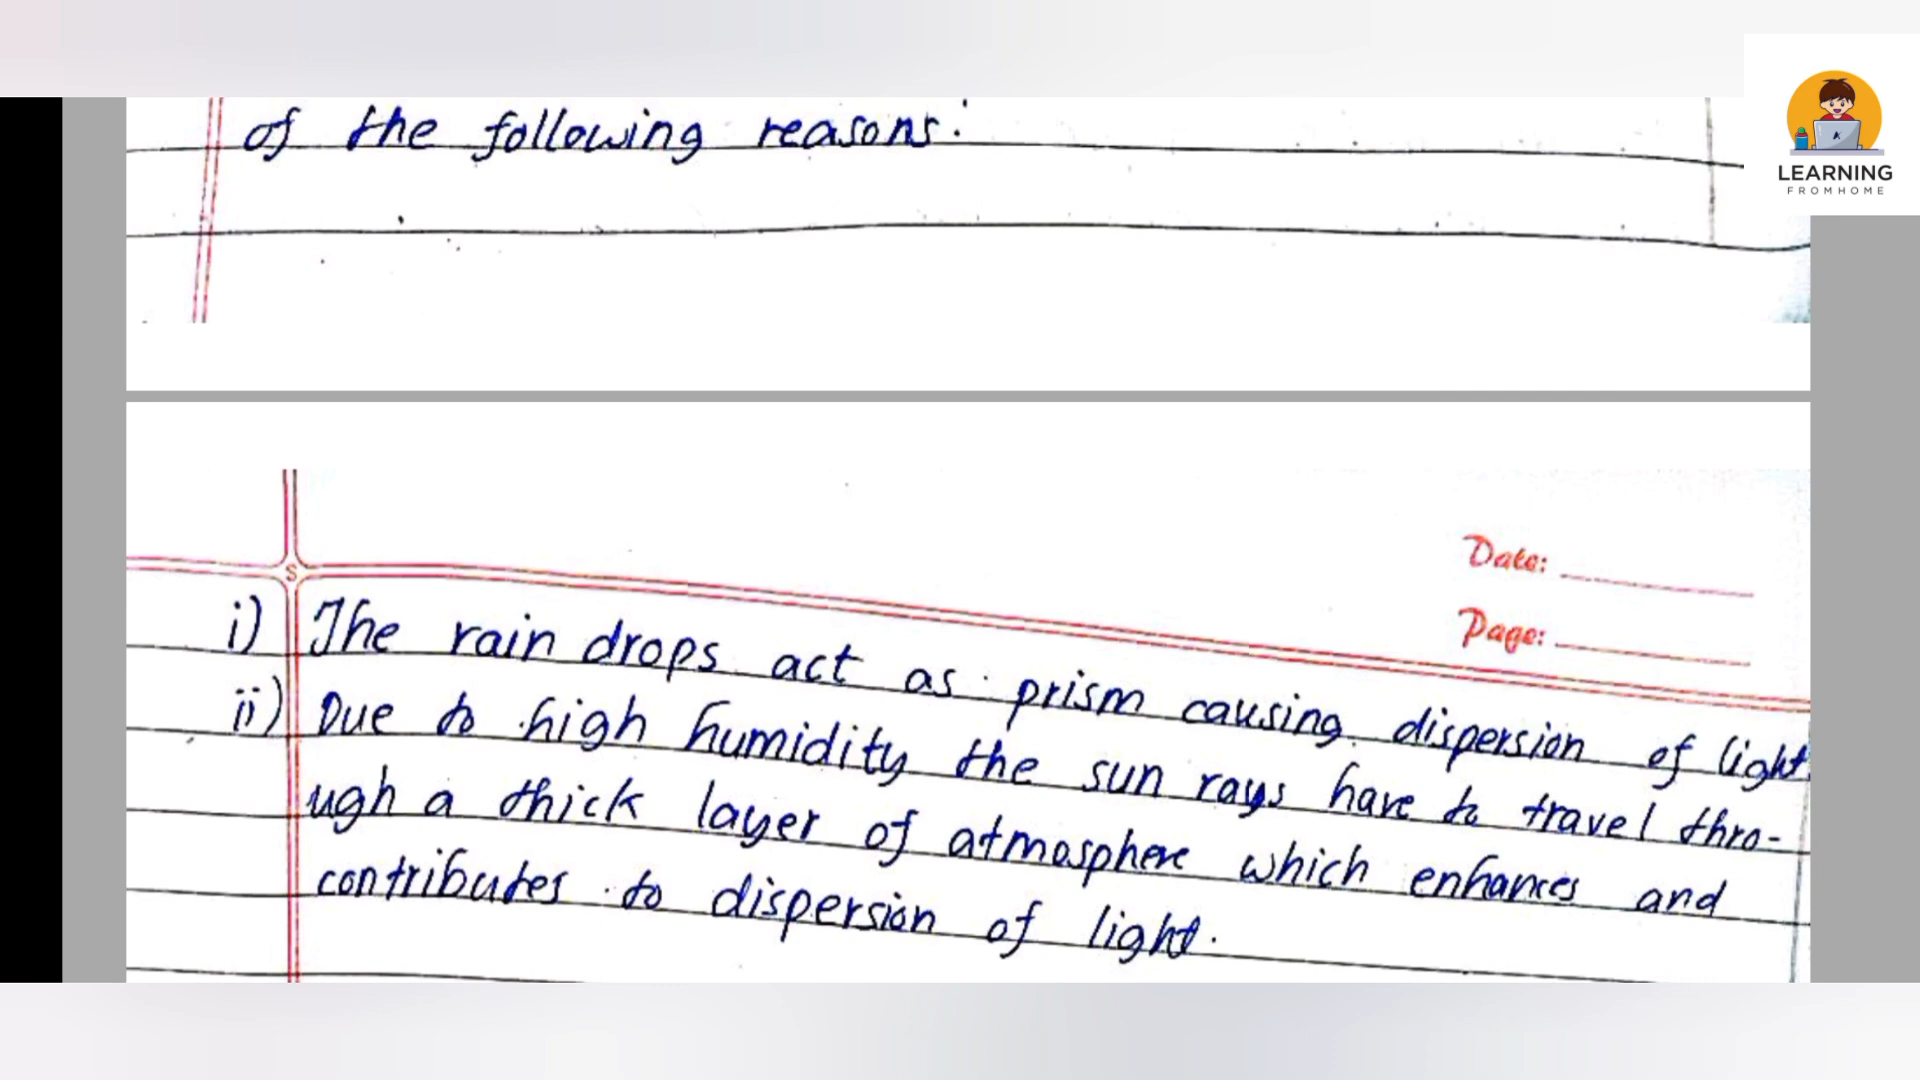 of the following reasons.
LEARNING
FROMHOME
Date:
Page:
i) The rain drops act as prism causing dispersion of light
ii) Due to high humidity the sun rays have to travel thro-
ugh a thick layer of atmosphere which enhances and
contributes to dispersion of light.